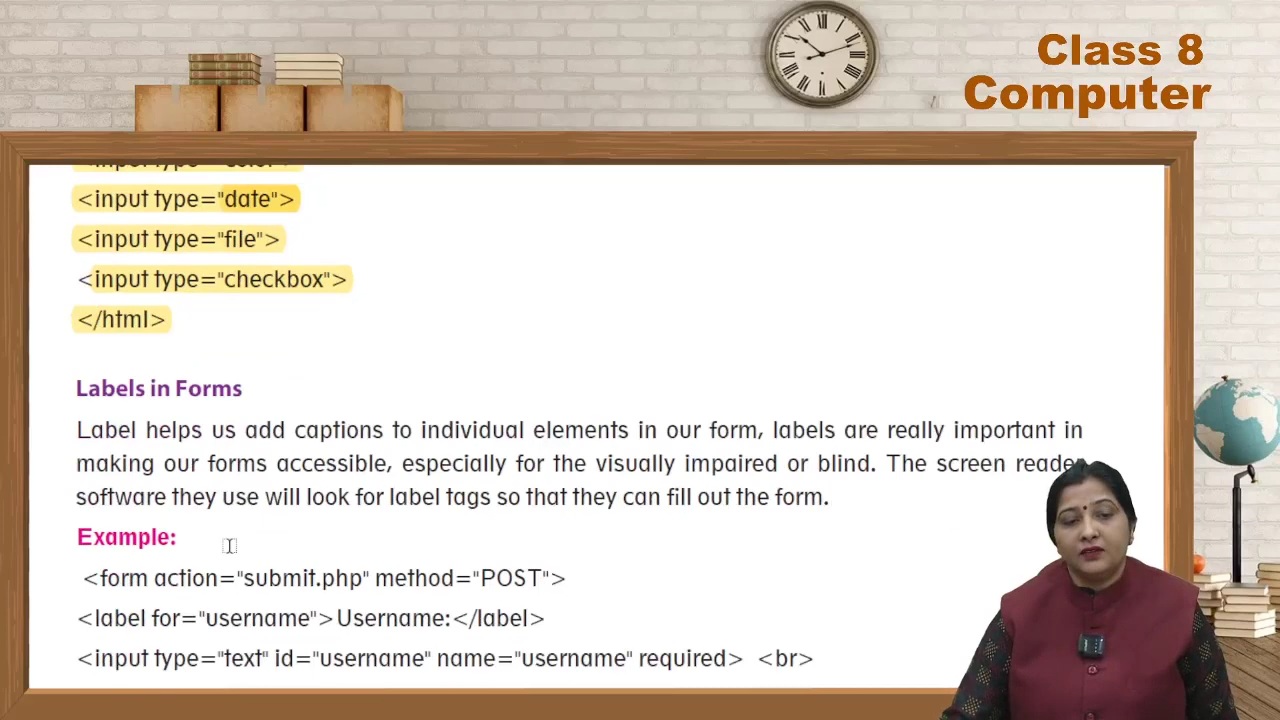 Class 8
Computer
<input type="color">
<input type="date">
<input type="file">
<input type="checkbox">
</html>
Labels in Forms
Label helps us add captions to individual elements in our form, labels are really important in
making our forms accessible, especially for the visually impaired or blind. The screen reader
software they use will look for label tags so that they can fill out the form.
Example:
<form action="submit.php" method="POST">
<label for="username">Username:</label>
<input type="text" id="username" name="username" required> <br>